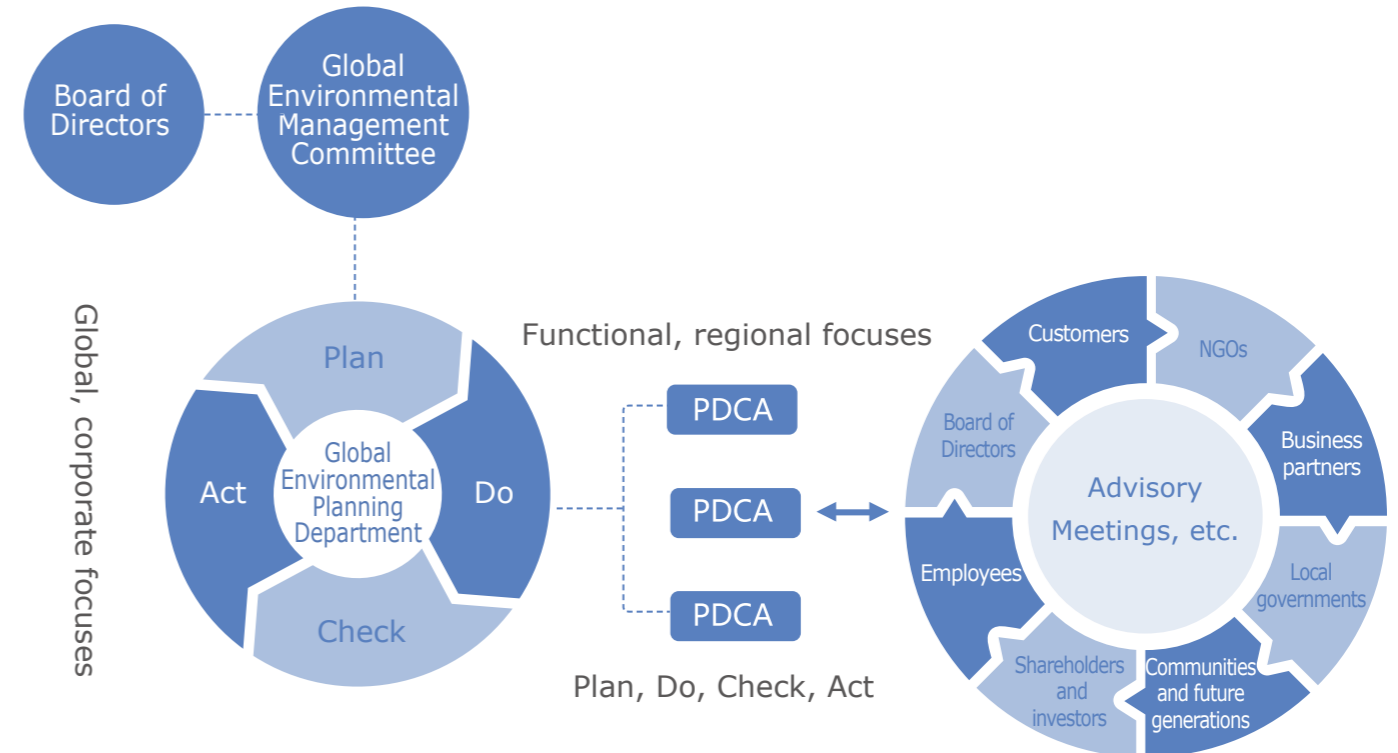 Board of
Directors
Global
Environmental
Management
Committee
Global, corporate focuses
Plan
Do
Check
Act
Global
Environmental
Planning
Department
Functional, regional focuses
PDCA
PDCA
PDCA
Plan, Do, Check, Act
Customers
NGOs
Business
partners
Local
governments
Communities
and future
generations
Shareholders
and
investors
Employees
Board of
Directors
Advisory
Meetings, etc.